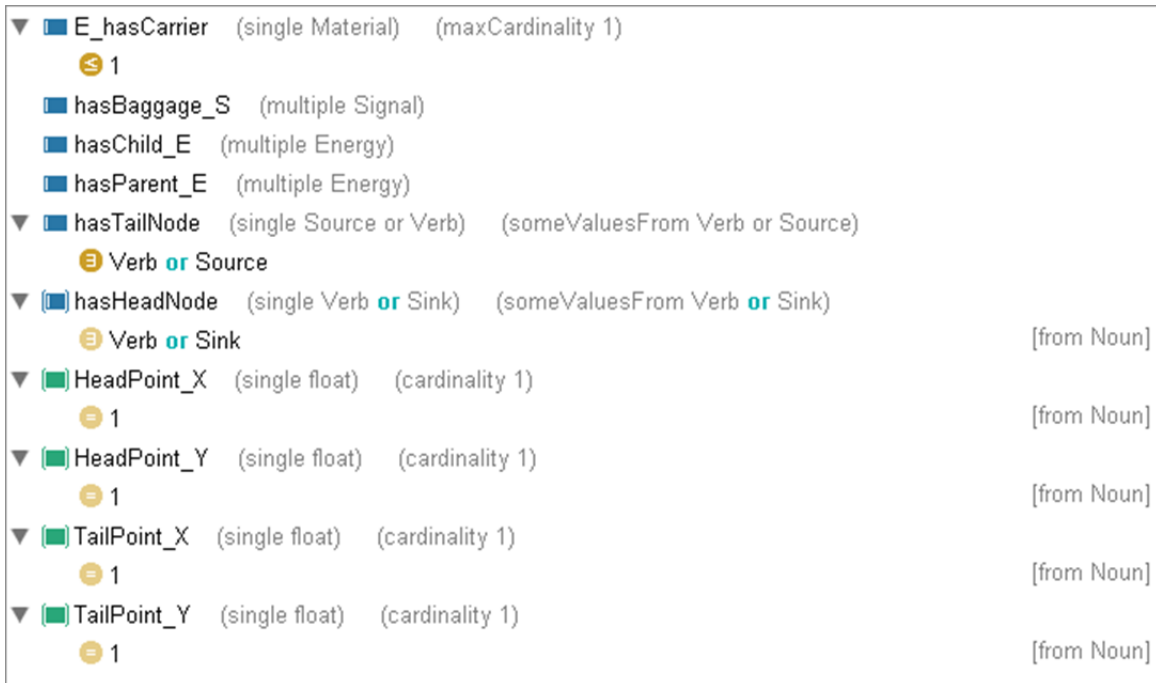 E_hasCarrier (single Material) (maxCardinality 1)
≤ 1
hasBaggage_S (multiple Signal)
hasChild_E (multiple Energy)
hasParent_E (multiple Energy)
hasTailNode (single Source or Verb) (someValuesFrom Verb or Source)
∃ Verb or Source
hasHeadNode (single Verb or Sink) (someValuesFrom Verb or Sink)
∃ Verb or Sink [from Noun]
HeadPoint_X (single float) (cardinality 1)
= 1 [from Noun]
HeadPoint_Y (single float) (cardinality 1)
= 1 [from Noun]
TailPoint_X (single float) (cardinality 1)
= 1 [from Noun]
TailPoint_Y (single float) (cardinality 1)
= 1 [from Noun]